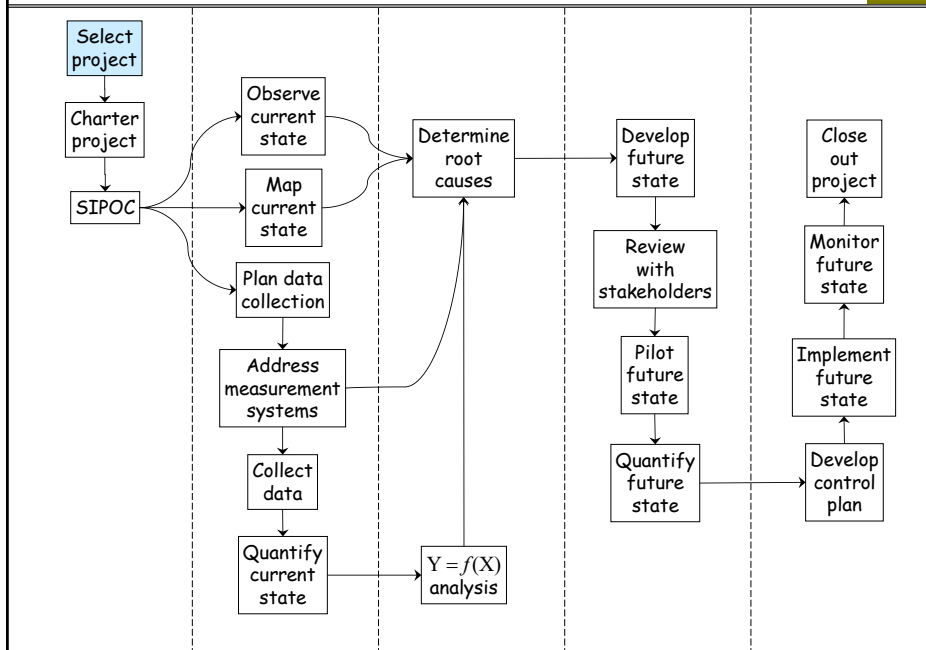 Select
project
Charter
project
SIPOC
Observe
current
state
Map
current
state
Plan data
collection
Address
measurement
systems
Collect
data
Quantify
current
state
Determine
root
causes
Y = f(X)
analysis
Develop
future
state
Review
with
stakeholders
Pilot
future
state
Quantify
future
state
Close
out
project
Monitor
future
state
Implement
future
state
Develop
control
plan